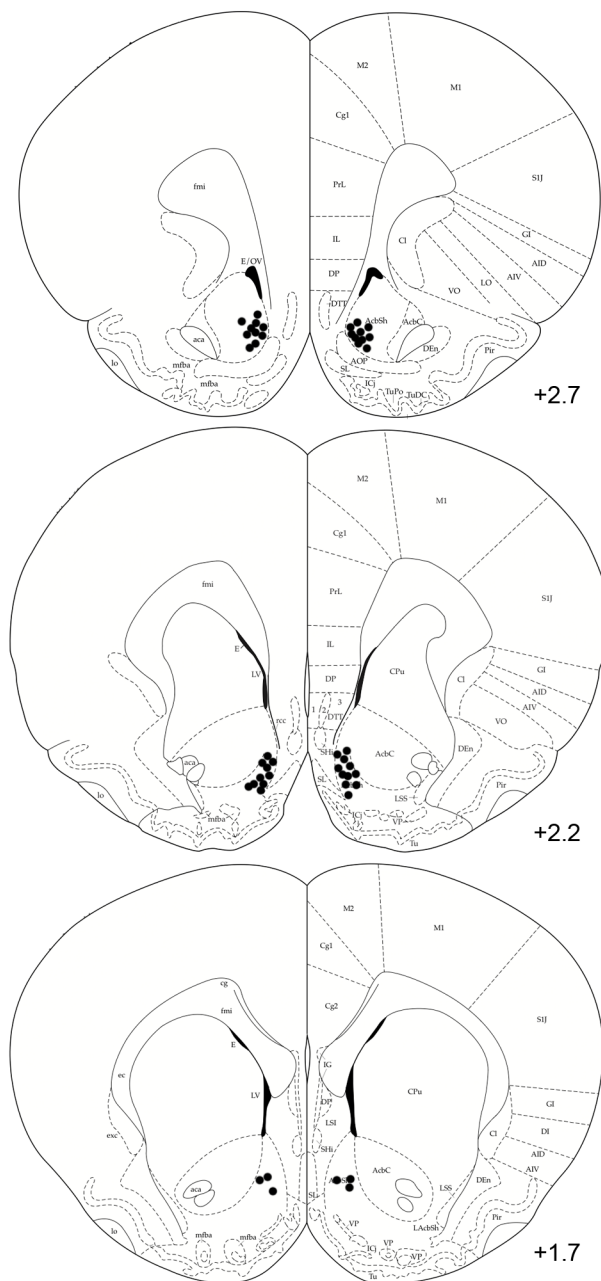 M2
M1
Cg1
S1J
PrL
fmi
GI
IL
Cl
AID
E/OV
DP
AIV
LO
VO
DTT
AcbSh
AcbC
aca
DEn
Pir
lo
mfba
AOP
SL
mfba
ICj
TuPo
TuDC
+2.7
M2
M1
Cg1
fmi
PrL
S1J
E
IL
GI
LV
DP
CPu
Cl
AID
AIV
1
2
3
rcc
DTT
VO
SHi
AcbC
DEn
aca
SL
Pir
lo
LSS
mfba
ICj
VP
Tu
+2.2
M2
M1
Cg1
cg
Cg2
fmi
S1J
E
IG
ec
LV
DP
CPu
GI
LSI
exc
Cl
DI
SHi
AID
AcbC
AIV
aca
DEn
SL
LSS
Pir
lo
LAcbSh
mfba
mfba
VP
ICj
VP
VP
Tu
+1.7